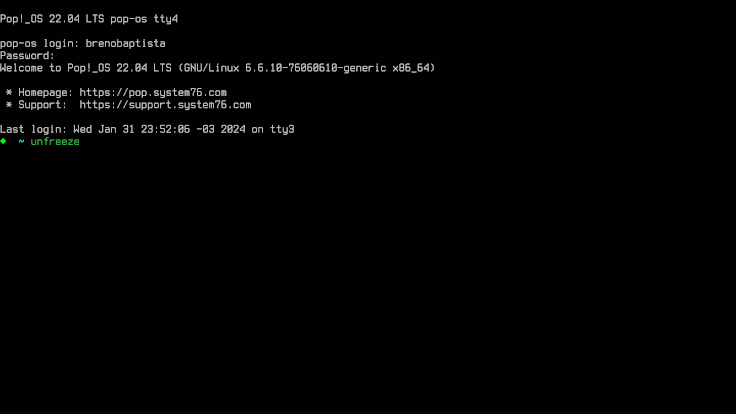 Pop!_OS 22.04 LTS pop-os tty4
pop-os login: brenobaptista
Password:
Welcome to Pop!_OS 22.04 LTS (GNU/Linux 6.6.10-76060610-generic x86_64)
* Homepage: https://pop.system76.com
* Support:  https://support.system76.com
Last login: Wed Jan 31 23:52:06 -03 2024 on tty3
◆  ~ unfreeze